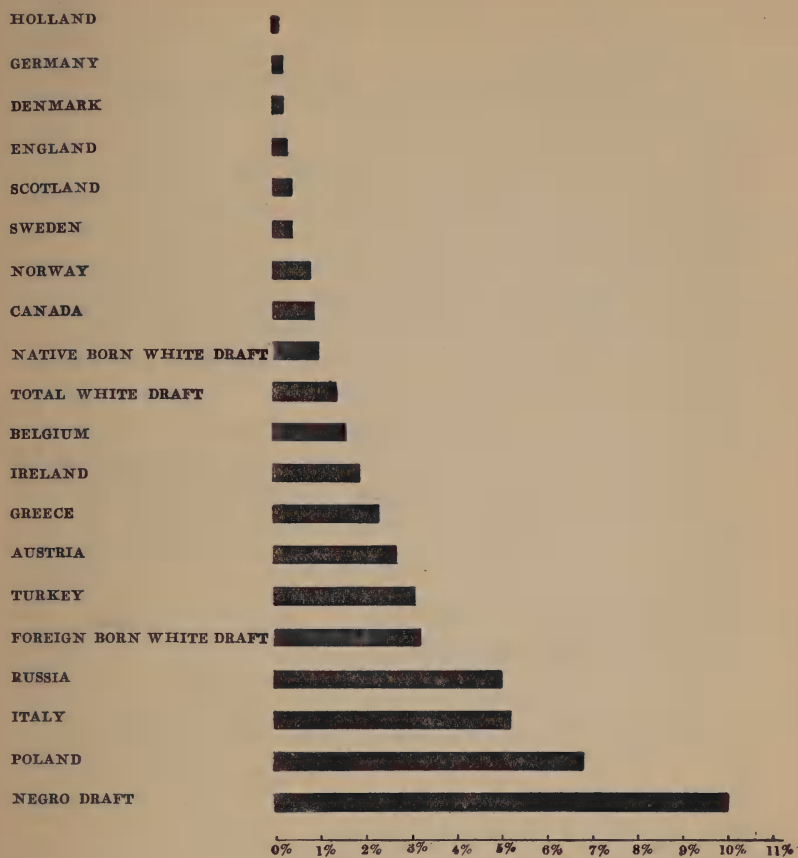 HOLLAND
GERMANY
DENMARK
ENGLAND
SCOTLAND
SWEDEN
NORWAY
CANADA
NATIVE BORN WHITE DRAFT
TOTAL WHITE DRAFT
BELGIUM
IRELAND
GREECE
AUSTRIA
TURKEY
FOREIGN BORN WHITE DRAFT
RUSSIA
ITALY
POLAND
NEGRO DRAFT
0% 1% 2% 3% 4% 5% 6% 7% 8% 9% 10% 11%